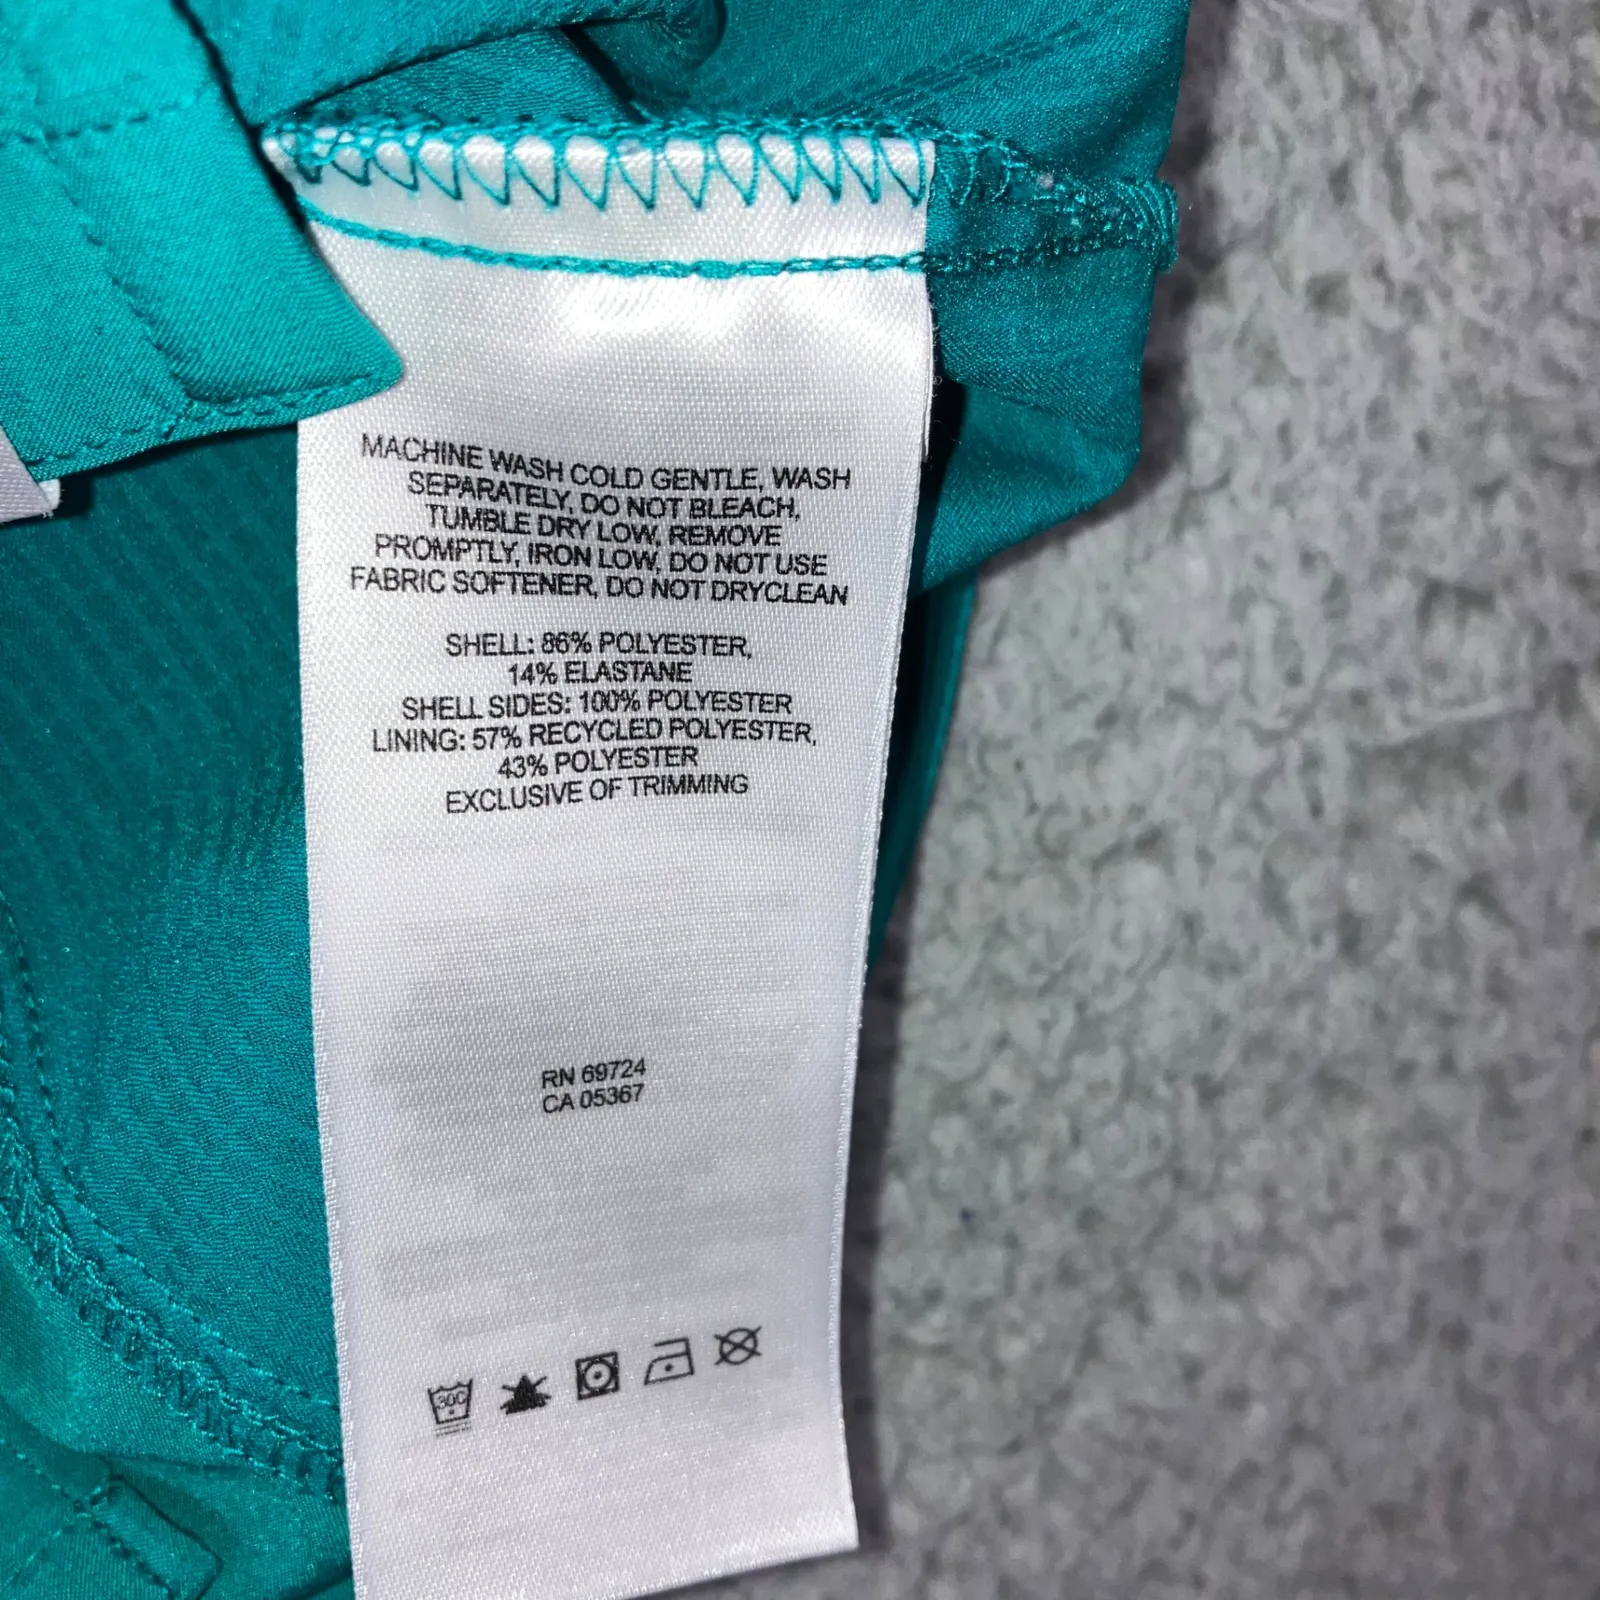 MACHINE WASH COLD GENTLE, WASH
SEPARATELY, DO NOT BLEACH,
TUMBLE DRY LOW, REMOVE
PROMPTLY, IRON LOW, DO NOT USE
FABRIC SOFTENER, DO NOT DRYCLEAN
SHELL: 86% POLYESTER,
14% ELASTANE
SHELL SIDES: 100% POLYESTER
LINING: 57% RECYCLED POLYESTER,
43% POLYESTER
EXCLUSIVE OF TRIMMING
RN 69724
CA 05367
30C